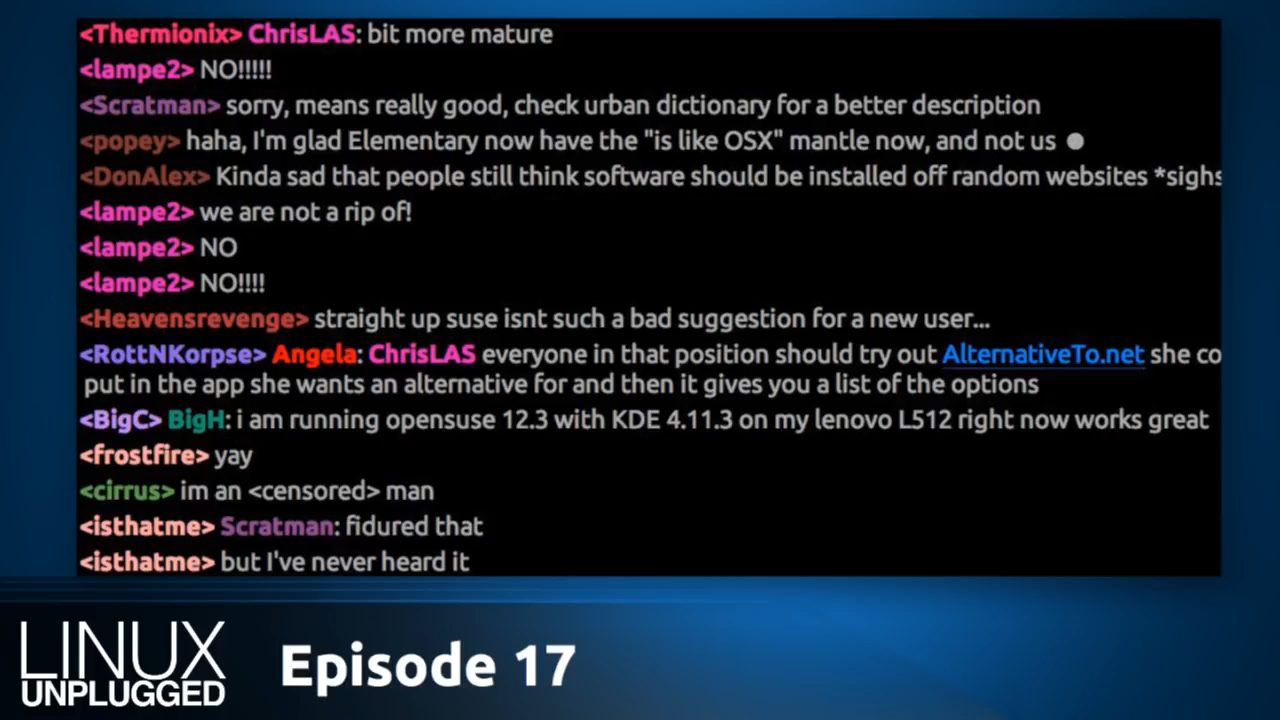 <Thermionix> ChrisLAS: bit more mature
<lampe2> NO!!!!!
<Scratman> sorry, means really good, check urban dictionary for a better description
<popey> haha, I'm glad Elementary now have the "is like OSX" mantle now, and not us ●
<DonAlex> Kinda sad that people still think software should be installed off random websites *sighs
<lampe2> we are not a rip of!
<lampe2> NO
<lampe2> NO!!!!
<Heavensrevenge> straight up suse isnt such a bad suggestion for a new user...
<RottNKorpse> Angela: ChrisLAS everyone in that position should try out AlternativeTo.net she co
put in the app she wants an alternative for and then it gives you a list of the options
<BigC> BigH: i am running opensuse 12.3 with KDE 4.11.3 on my lenovo L512 right now works great
<frostfire> yay
<cirrus> im an <censored> man
<isthatme> Scratman: fidured that
<isthatme> but I've never heard it
LINUX
UNPLUGGED
Episode 17